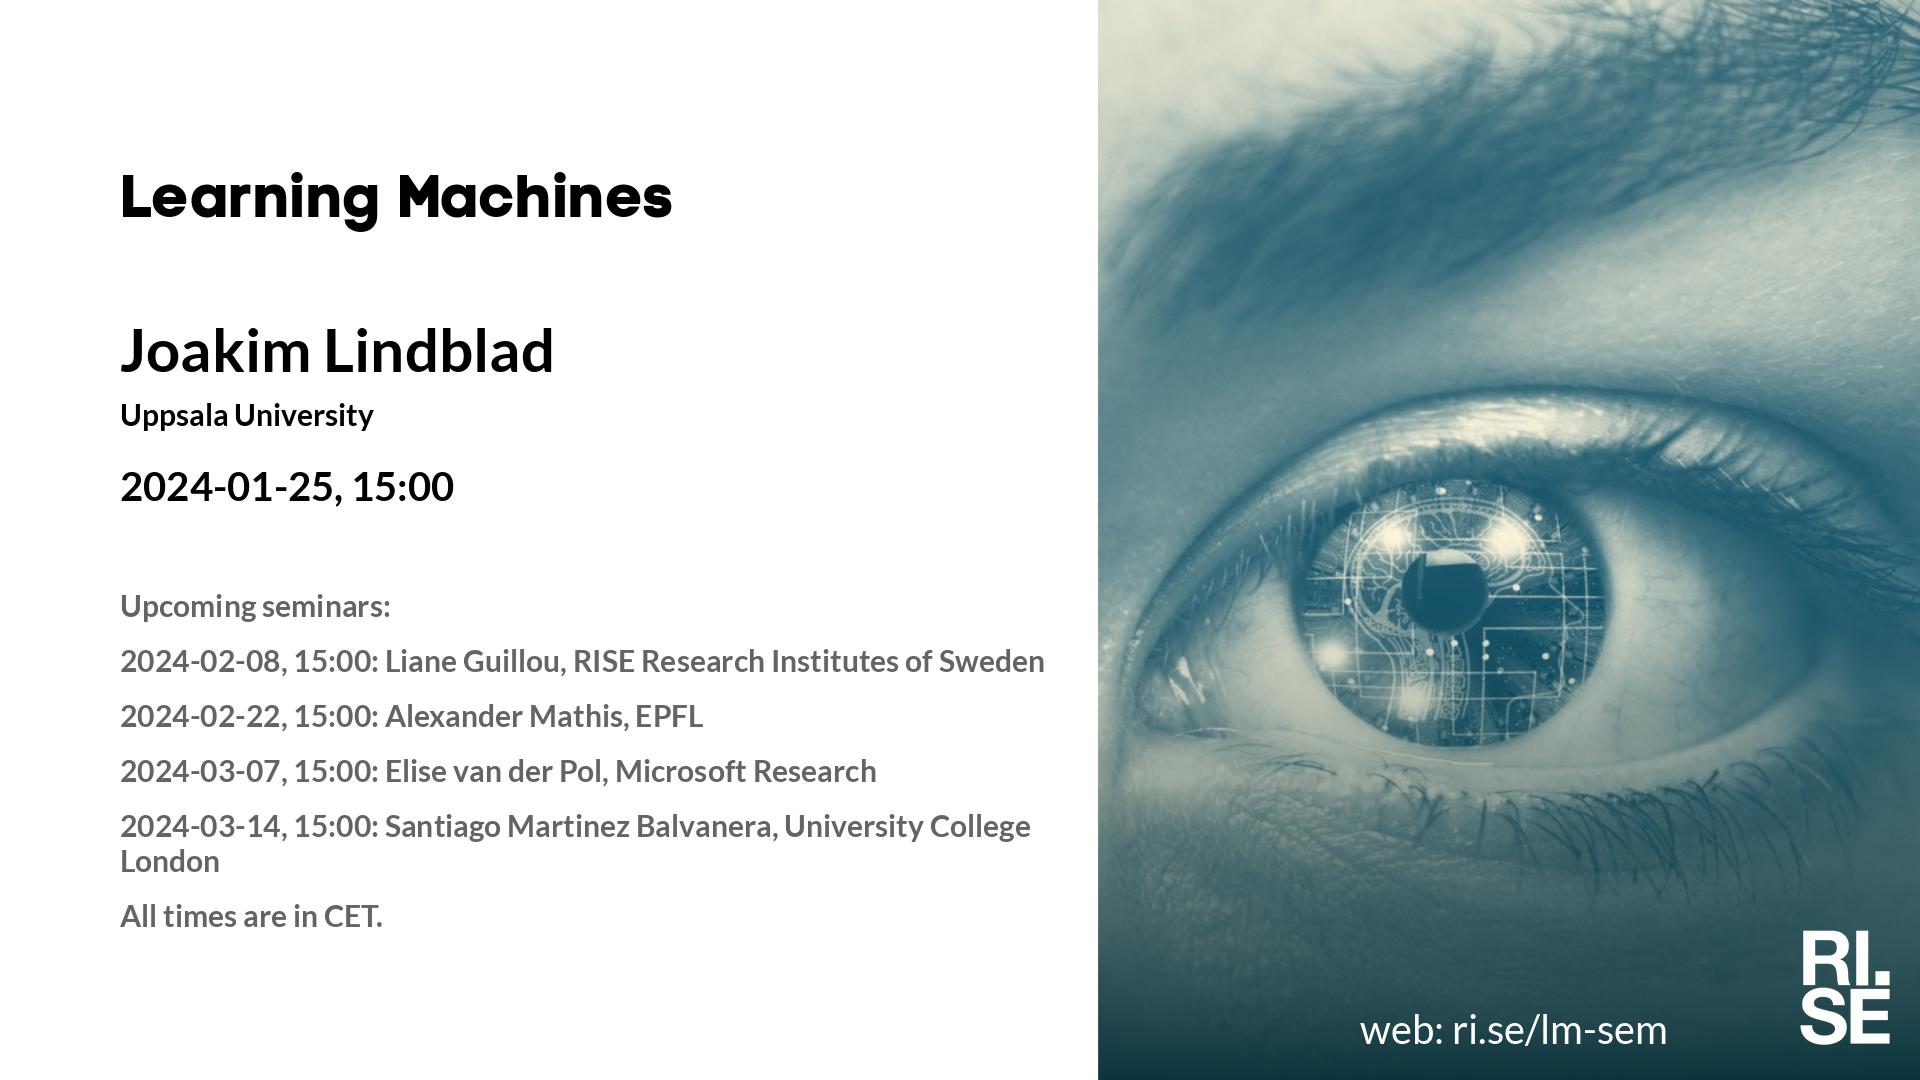 Learning Machines
Joakim Lindblad
Uppsala University
2024-01-25, 15:00
Upcoming seminars:
2024-02-08, 15:00: Liane Guillou, RISE Research Institutes of Sweden
2024-02-22, 15:00: Alexander Mathis, EPFL
2024-03-07, 15:00: Elise van der Pol, Microsoft Research
2024-03-14, 15:00: Santiago Martinez Balvanera, University College
London
All times are in CET.
web: ri.se/lm-sem
RI.
SE